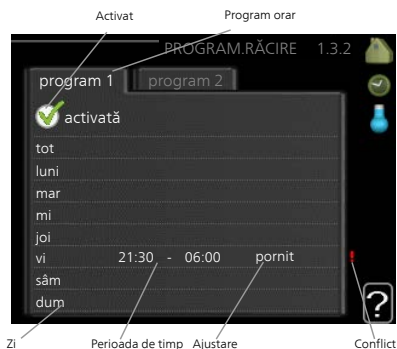 Activat Program orar
PROGRAM.RĂCIRE 1.3.2
program 1 program 2
activată
tot
luni
mar
mi
joi
vi 21:30 - 06:00 pornit
sâm
dum
?
Zi Perioada de timp Ajustare Conflict